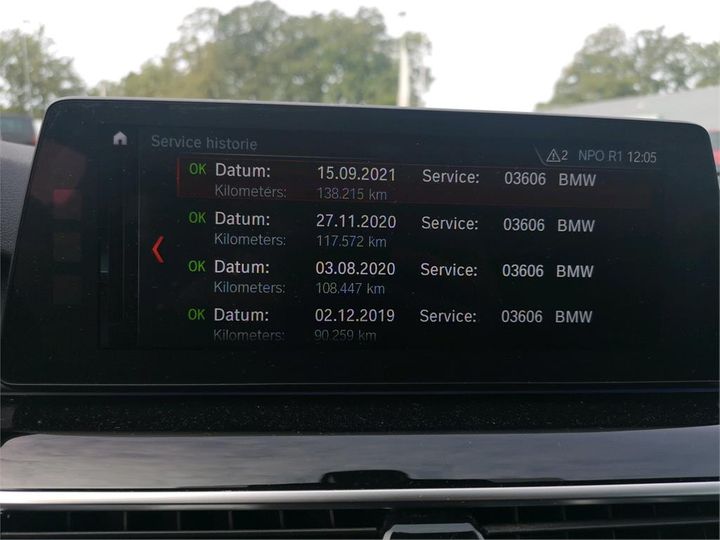 Service historie
2 NPO R1 12:05
OK Datum: 15.09.2021 Service: 03606 BMW
Kilometers: 138.215 km
OK Datum: 27.11.2020 Service: 03606 BMW
Kilometers: 117.572 km
OK Datum: 03.08.2020 Service: 03606 BMW
Kilometers: 108.447 km
OK Datum: 02.12.2019 Service: 03606 BMW
Kilometers: 90.259 km